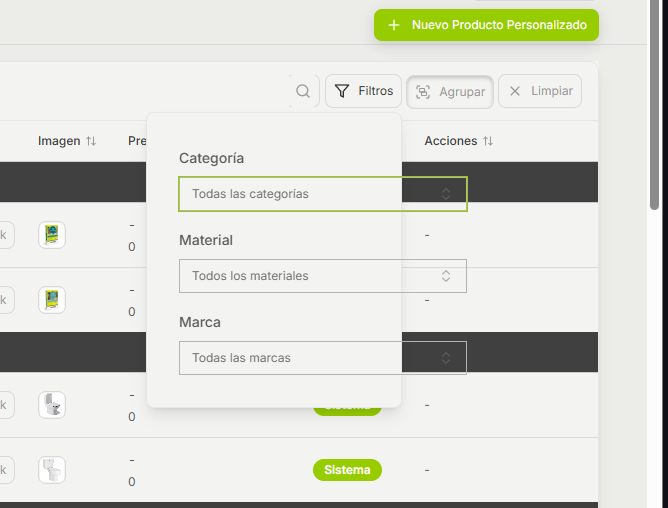 Nuevo Producto Personalizado
Filtros
Agrupar
Limpiar
Imagen
Pre
Acciones
Categoría
Todas las categorías
Material
Todos los materiales
Marca
Todas las marcas
k
-
0
-
k
-
0
-
k
-
0
-
k
-
0
Sistema
-